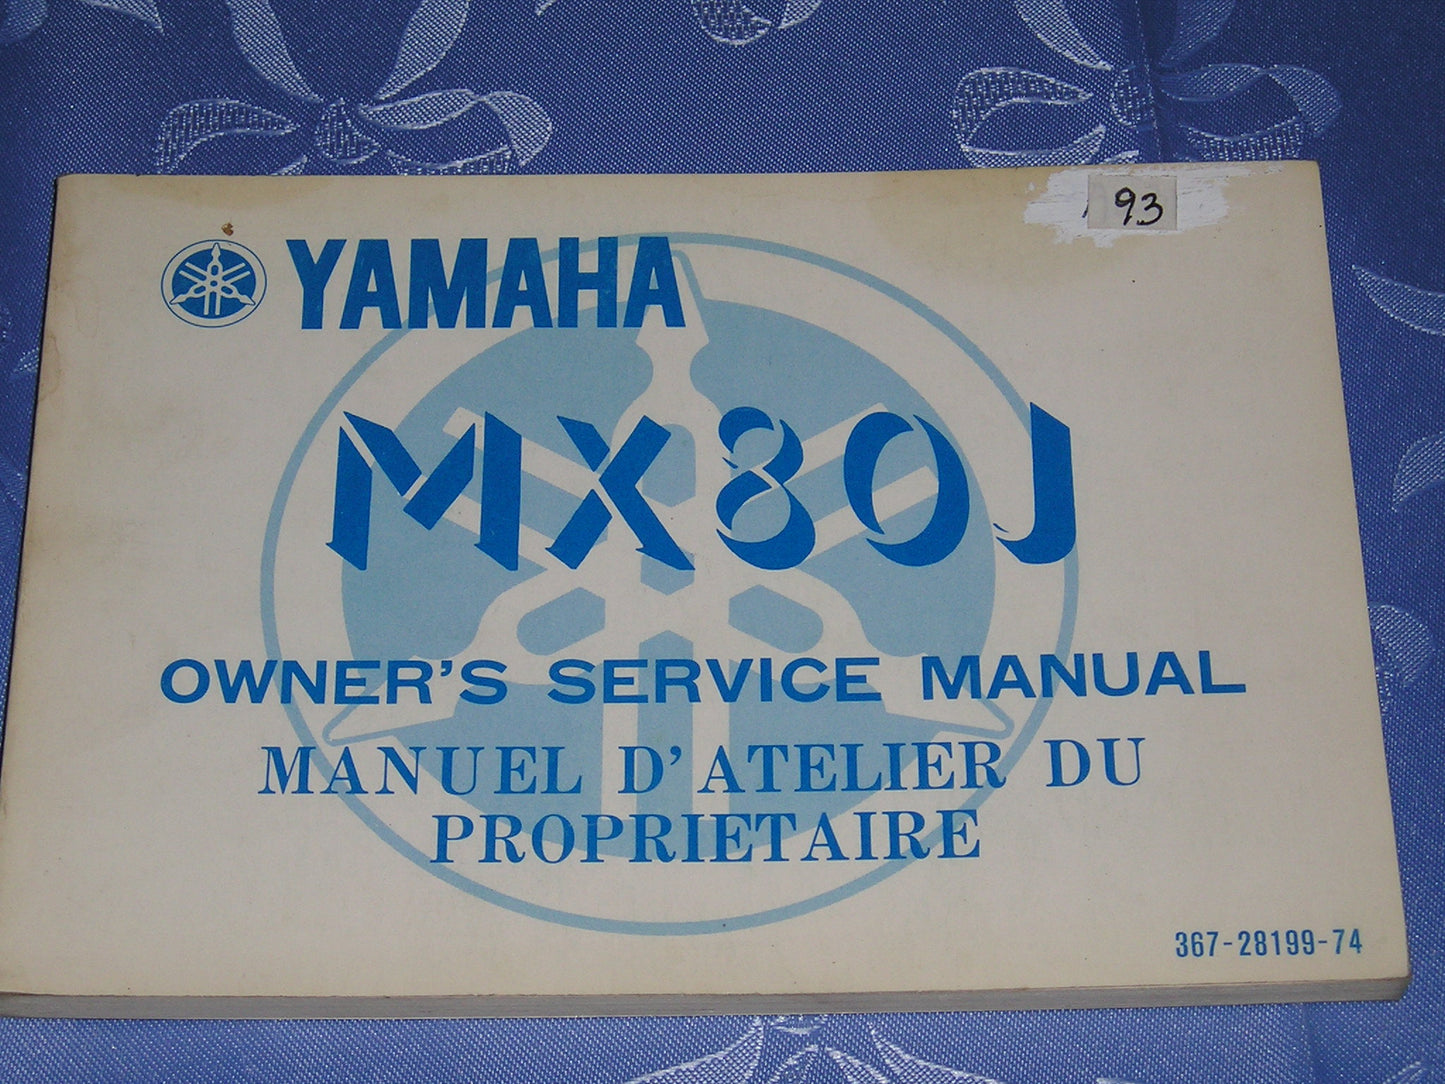 93
YAMAHA
MX80J
OWNER'S SERVICE MANUAL
MANUEL D'ATELIER DU
PROPRIETAIRE
367-28199-74